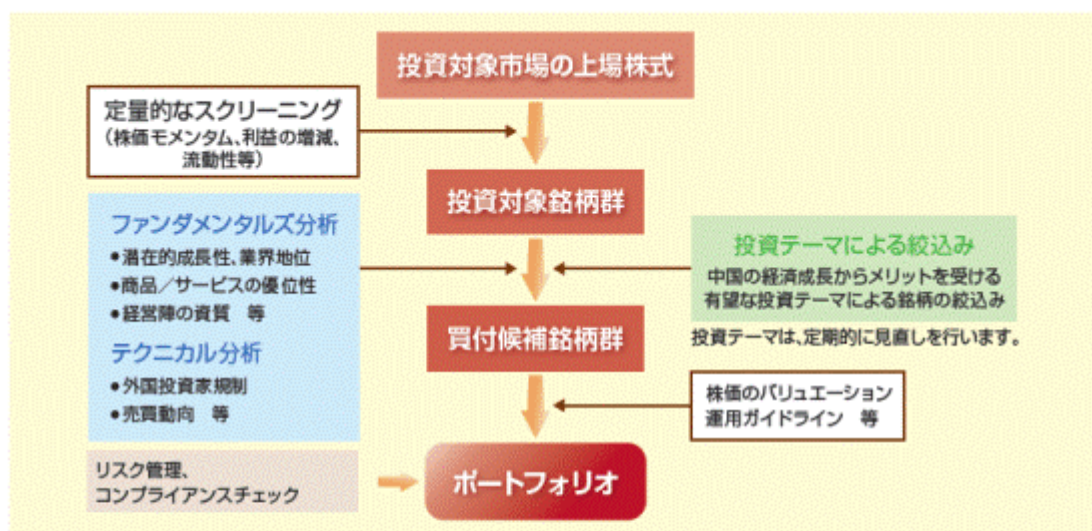 投資対象市場の上場株式
定量的なスクリーニング
（株価モメンタム、利益の増減、
流動性等）
投資対象銘柄群
ファンダメンタルズ分析
●潜在的成長性、業界地位
●商品／サービスの優位性
●経営陣の資質　等
テクニカル分析
●外国投資家規制
●売買動向　等
投資テーマによる絞込み
中国の経済成長からメリットを受ける
有望な投資テーマによる銘柄の絞込み
投資テーマは、定期的に見直しを行います。
買付候補銘柄群
株価のバリュエーション
運用ガイドライン　等
リスク管理、
コンプライアンスチェック
ポートフォリオ